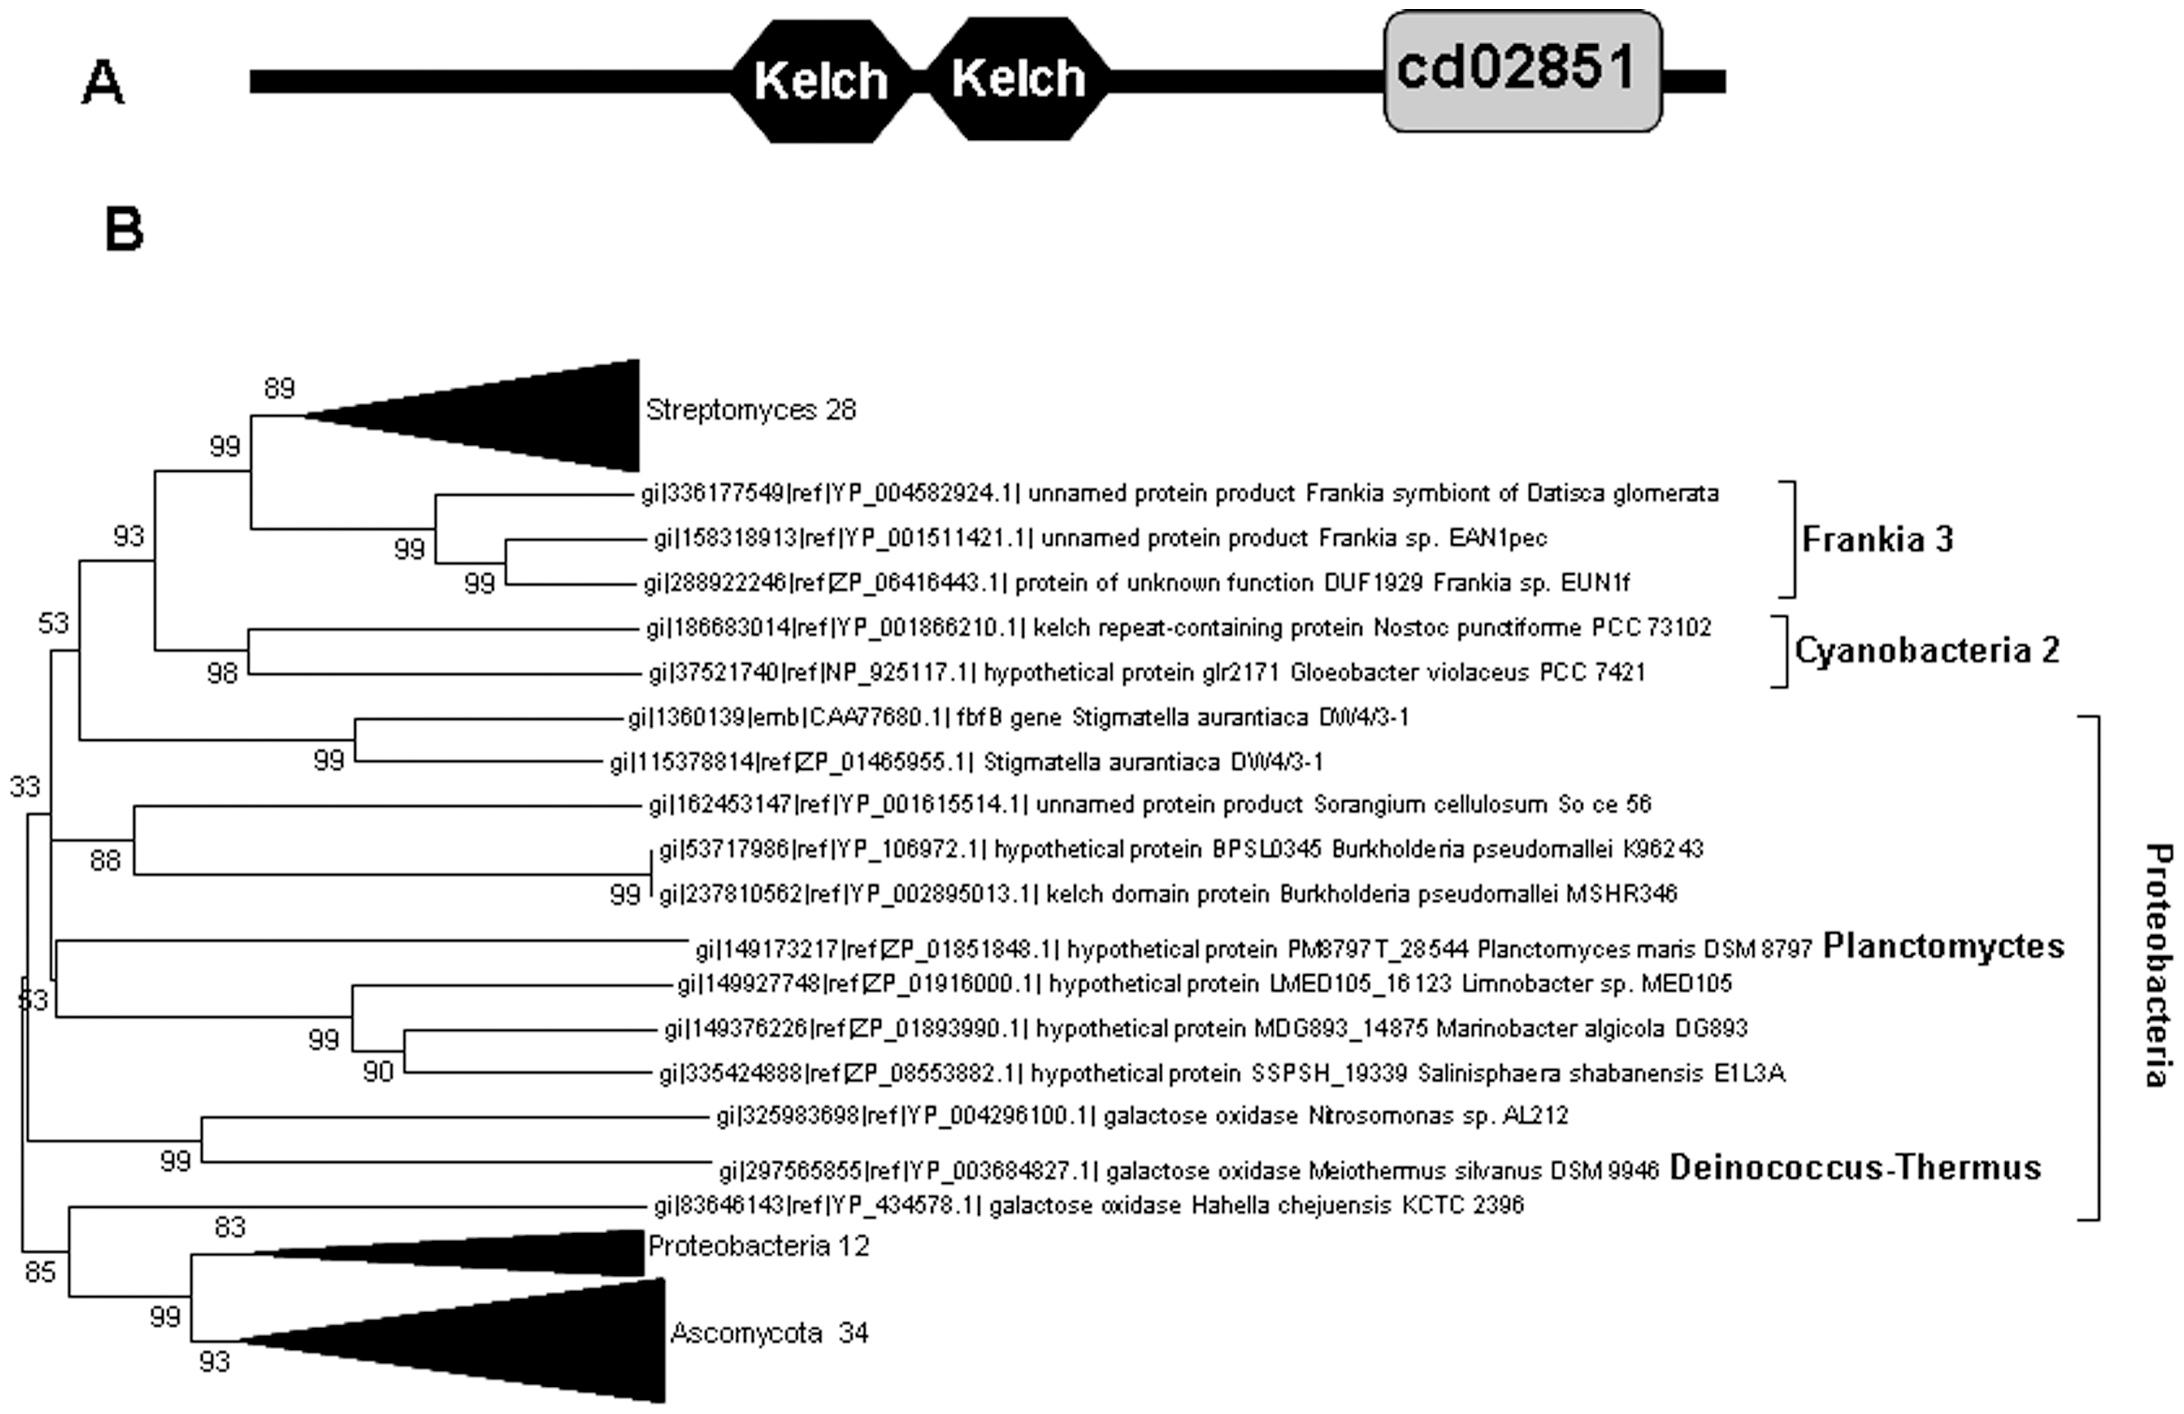 A
Kelch Kelch cd02851
B
89
Streptomyces 28
99
gi|336177549|ref|YP_004582924.1| unnamed protein product Frankia symbiont of Datisca glomerata
93
gi|158318913|ref|YP_001511421.1| unnamed protein product Frankia sp. EAN1pec
Frankia 3
99
99
gi|288922246|ref|ZP_06416443.1| protein of unknown function DUF1929 Frankia sp. EUN1f
53
gi|186683014|ref|YP_001866210.1| kelch repeat-containing protein Nostoc punctiforme PCC 73102
Cyanobacteria 2
98
gi|37521740|ref|NP_925117.1| hypothetical protein glr2171 Gloeobacter violaceus PCC 7421
gi|1360139|emb|CAA77680.1| fbfB gene Stigmatella aurantiaca DW4/3-1
99
gi|115378814|ref|ZP_01465955.1| Stigmatella aurantiaca DW4/3-1
33
gi|162453147|ref|YP_001615514.1| unnamed protein product Sorangium cellulosum So ce 56
88
gi|53717986|ref|YP_106972.1| hypothetical protein BPSL0345 Burkholderia pseudomallei K96243
99
gi|237810562|ref|YP_002895013.1| kelch domain protein Burkholderia pseudomallei MSHR346
Proteobacteria
gi|149173217|ref|ZP_01851848.1| hypothetical protein PM8797T_28544 Planctomyces maris DSM 8797 Planctomyctes
gi|149927748|ref|ZP_01916000.1| hypothetical protein LMED105_16123 Limnobacter sp. MED105
53
gi|149376226|ref|ZP_01893990.1| hypothetical protein MDG893_14875 Marinobacter algicola DG893
99
90
gi|335424888|ref|ZP_08553882.1| hypothetical protein SSPSH_19339 Salinisphaera shabanensis E1L3A
gi|325983698|ref|YP_004296100.1| galactose oxidase Nitrosomonas sp. AL212
99
gi|297565855|ref|YP_003684827.1| galactose oxidase Meiothermus silvanus DSM 9946 Deinococcus-Thermus
gi|83646143|ref|YP_434578.1| galactose oxidase Hahella chejuensis KCTC 2396
83
Proteobacteria 12
85
99
Ascomycota 34
93